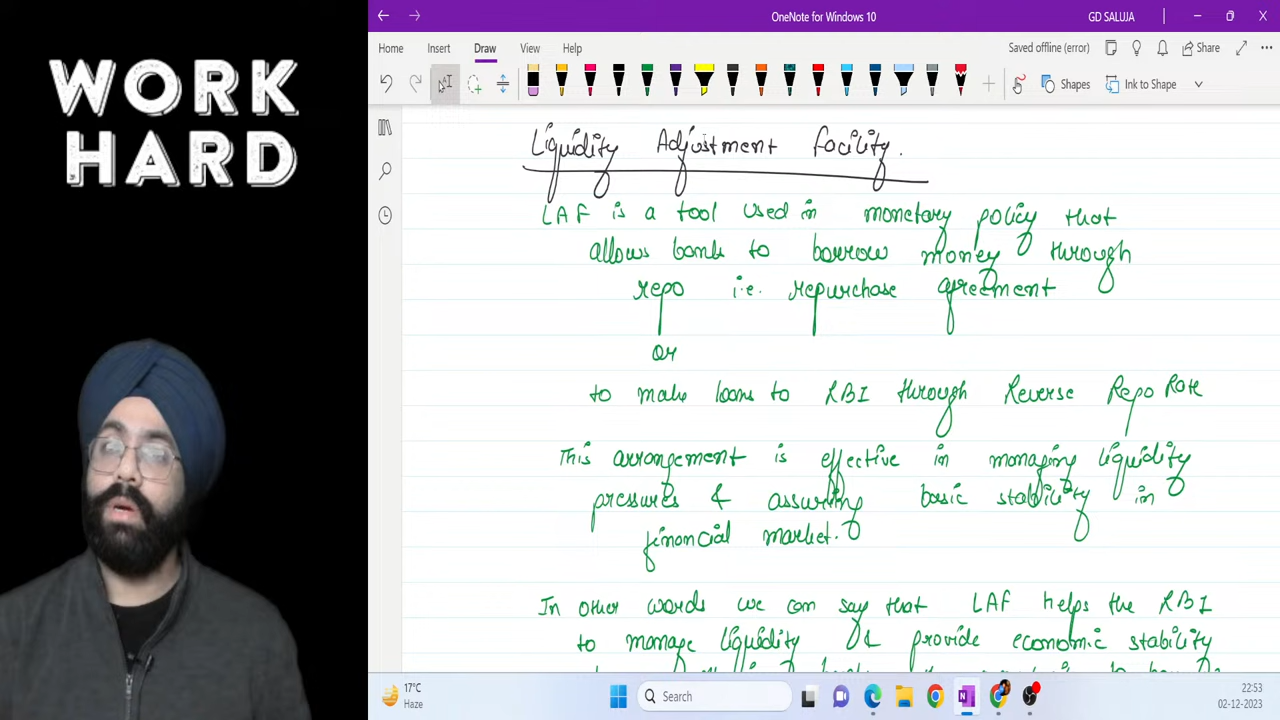 WORK
HARD
OneNote for Windows 10
GD SALUJA
Home Insert Draw View Help
Saved offline (error)
Share
Shapes
Ink to Shape
Liquidity Adjustment Facility.
LAF is a tool used in monetary policy that
allows banks to borrow money through
repo i.e. repurchase agreement
or
to make loans to RBI through Reverse Repo Rate
This arrangement is effective in managing liquidity
pressures & assuring basic stability in
financial market.
In other words we can say that LAF helps the RBI
to manage liquidity & provide economic stability
17°C
Haze
Search
22:53
02-12-2023